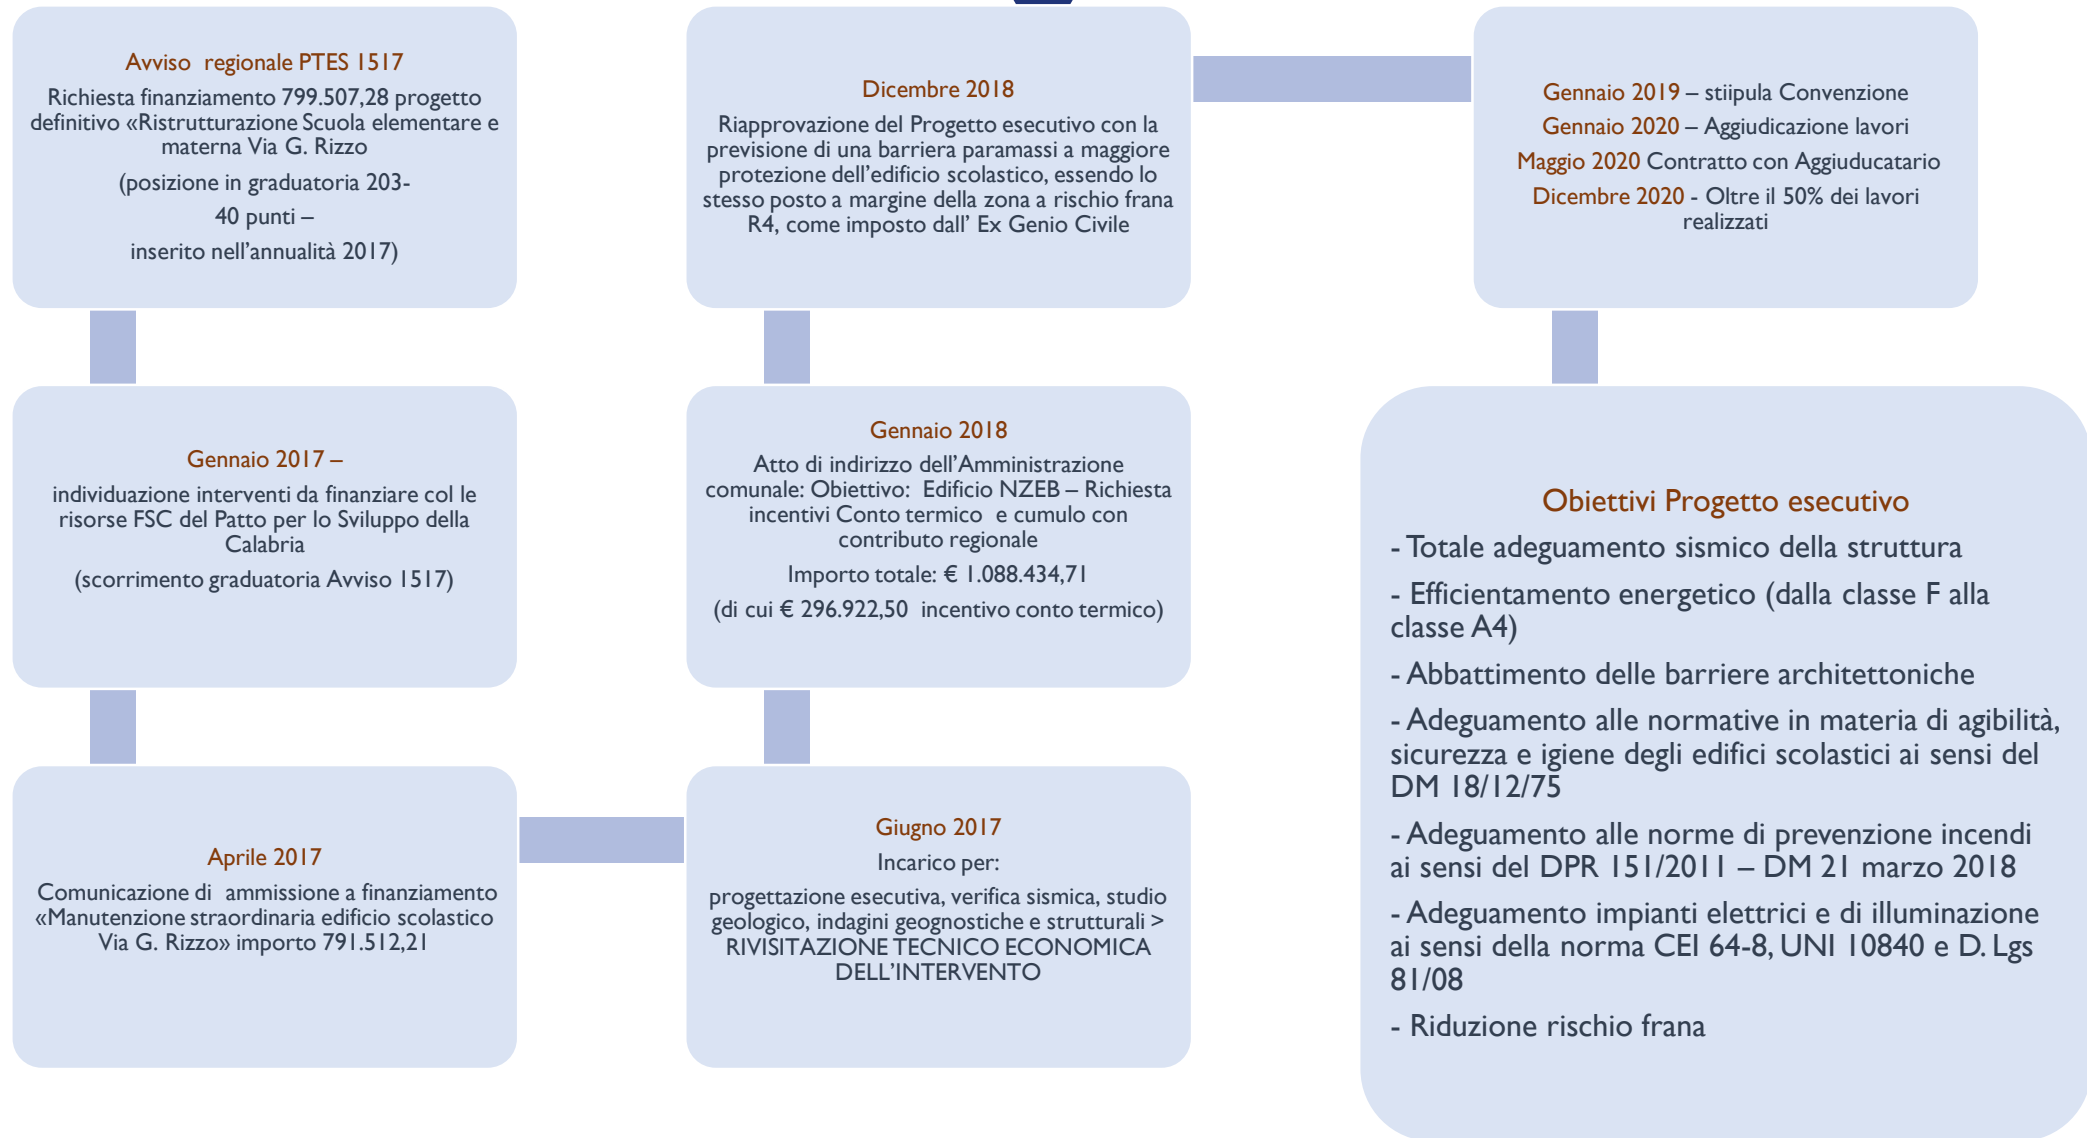 Avviso  regionale PTES 1517
Richiesta finanziamento 799.507,28 progetto
definitivo «Ristrutturazione Scuola elementare e
materna Via G. Rizzo
(posizione in graduatoria 203-
40 punti –
inserito nell'annualità 2017)
Gennaio 2017 –
individuazione interventi da finanziare col le
risorse FSC del Patto per lo Sviluppo della
Calabria
(scorrimento graduatoria Avviso 1517)
Aprile 2017
Comunicazione di  ammissione a finanziamento
«Manutenzione straordinaria edificio scolastico
Via G. Rizzo» importo 791.512,21
Giugno 2017
Incarico per:
progettazione esecutiva, verifica sismica, studio
geologico, indagini geognostiche e strutturali >
RIVISITAZIONE TECNICO ECONOMICA
DELL'INTERVENTO
Gennaio 2018
Atto di indirizzo dell'Amministrazione
comunale: Obiettivo:  Edificio NZEB – Richiesta
incentivi Conto termico  e cumulo con
contributo regionale
Importo totale: € 1.088.434,71
(di cui € 296.922,50  incentivo conto termico)
Dicembre 2018
Riapprovazione del Progetto esecutivo con la
previsione di una barriera paramassi a maggiore
protezione dell'edificio scolastico, essendo lo
stesso posto a margine della zona a rischio frana
R4, come imposto dall' Ex Genio Civile
Gennaio 2019 – stiipula Convenzione
Gennaio 2020 – Aggiudicazione lavori
Maggio 2020 Contratto con Aggiuducatario
Dicembre 2020 - Oltre il 50% dei lavori
realizzati
Obiettivi Progetto esecutivo
- Totale adeguamento sismico della struttura
- Efficientamento energetico (dalla classe F alla
classe A4)
- Abbattimento delle barriere architettoniche
- Adeguamento alle normative in materia di agibilità,
sicurezza e igiene degli edifici scolastici ai sensi del
DM 18/12/75
- Adeguamento alle norme di prevenzione incendi
ai sensi del DPR 151/2011 – DM 21 marzo 2018
- Adeguamento impianti elettrici e di illuminazione
ai sensi della norma CEI 64-8, UNI 10840 e D. Lgs
81/08
- Riduzione rischio frana